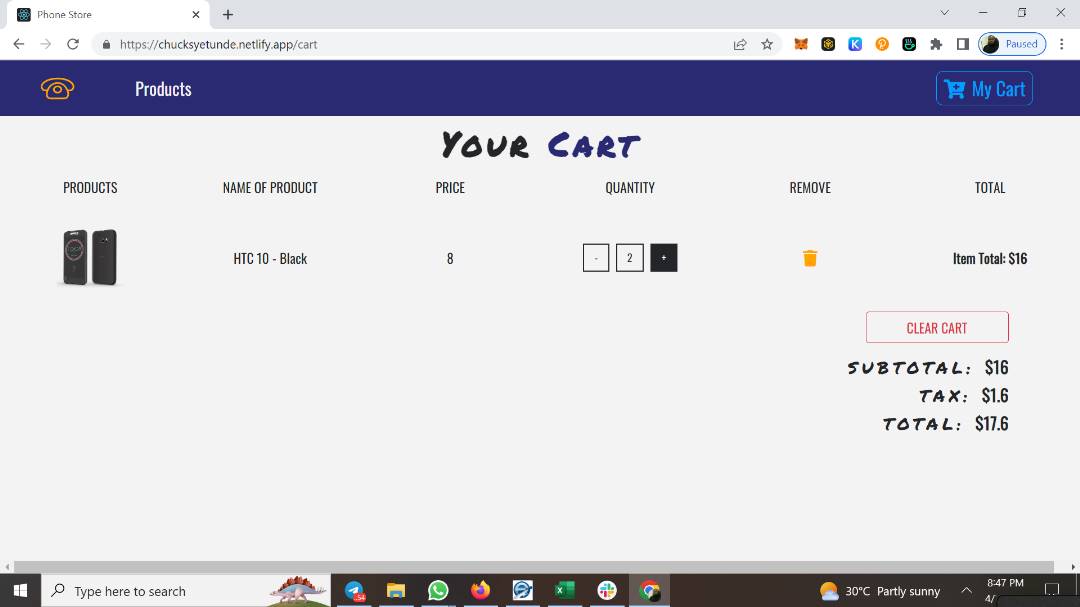 Phone Store
https://chucksyetunde.netlify.app/cart
Paused
Products
My Cart
Your Cart
PRODUCTS NAME OF PRODUCT PRICE QUANTITY REMOVE TOTAL
HTC 10 - Black 8 - 2 + Item Total: $16
CLEAR CART
SUBTOTAL: $16
TAX: $1.6
TOTAL: $17.6
Type here to search
30°C Partly sunny
8:47 PM
4/